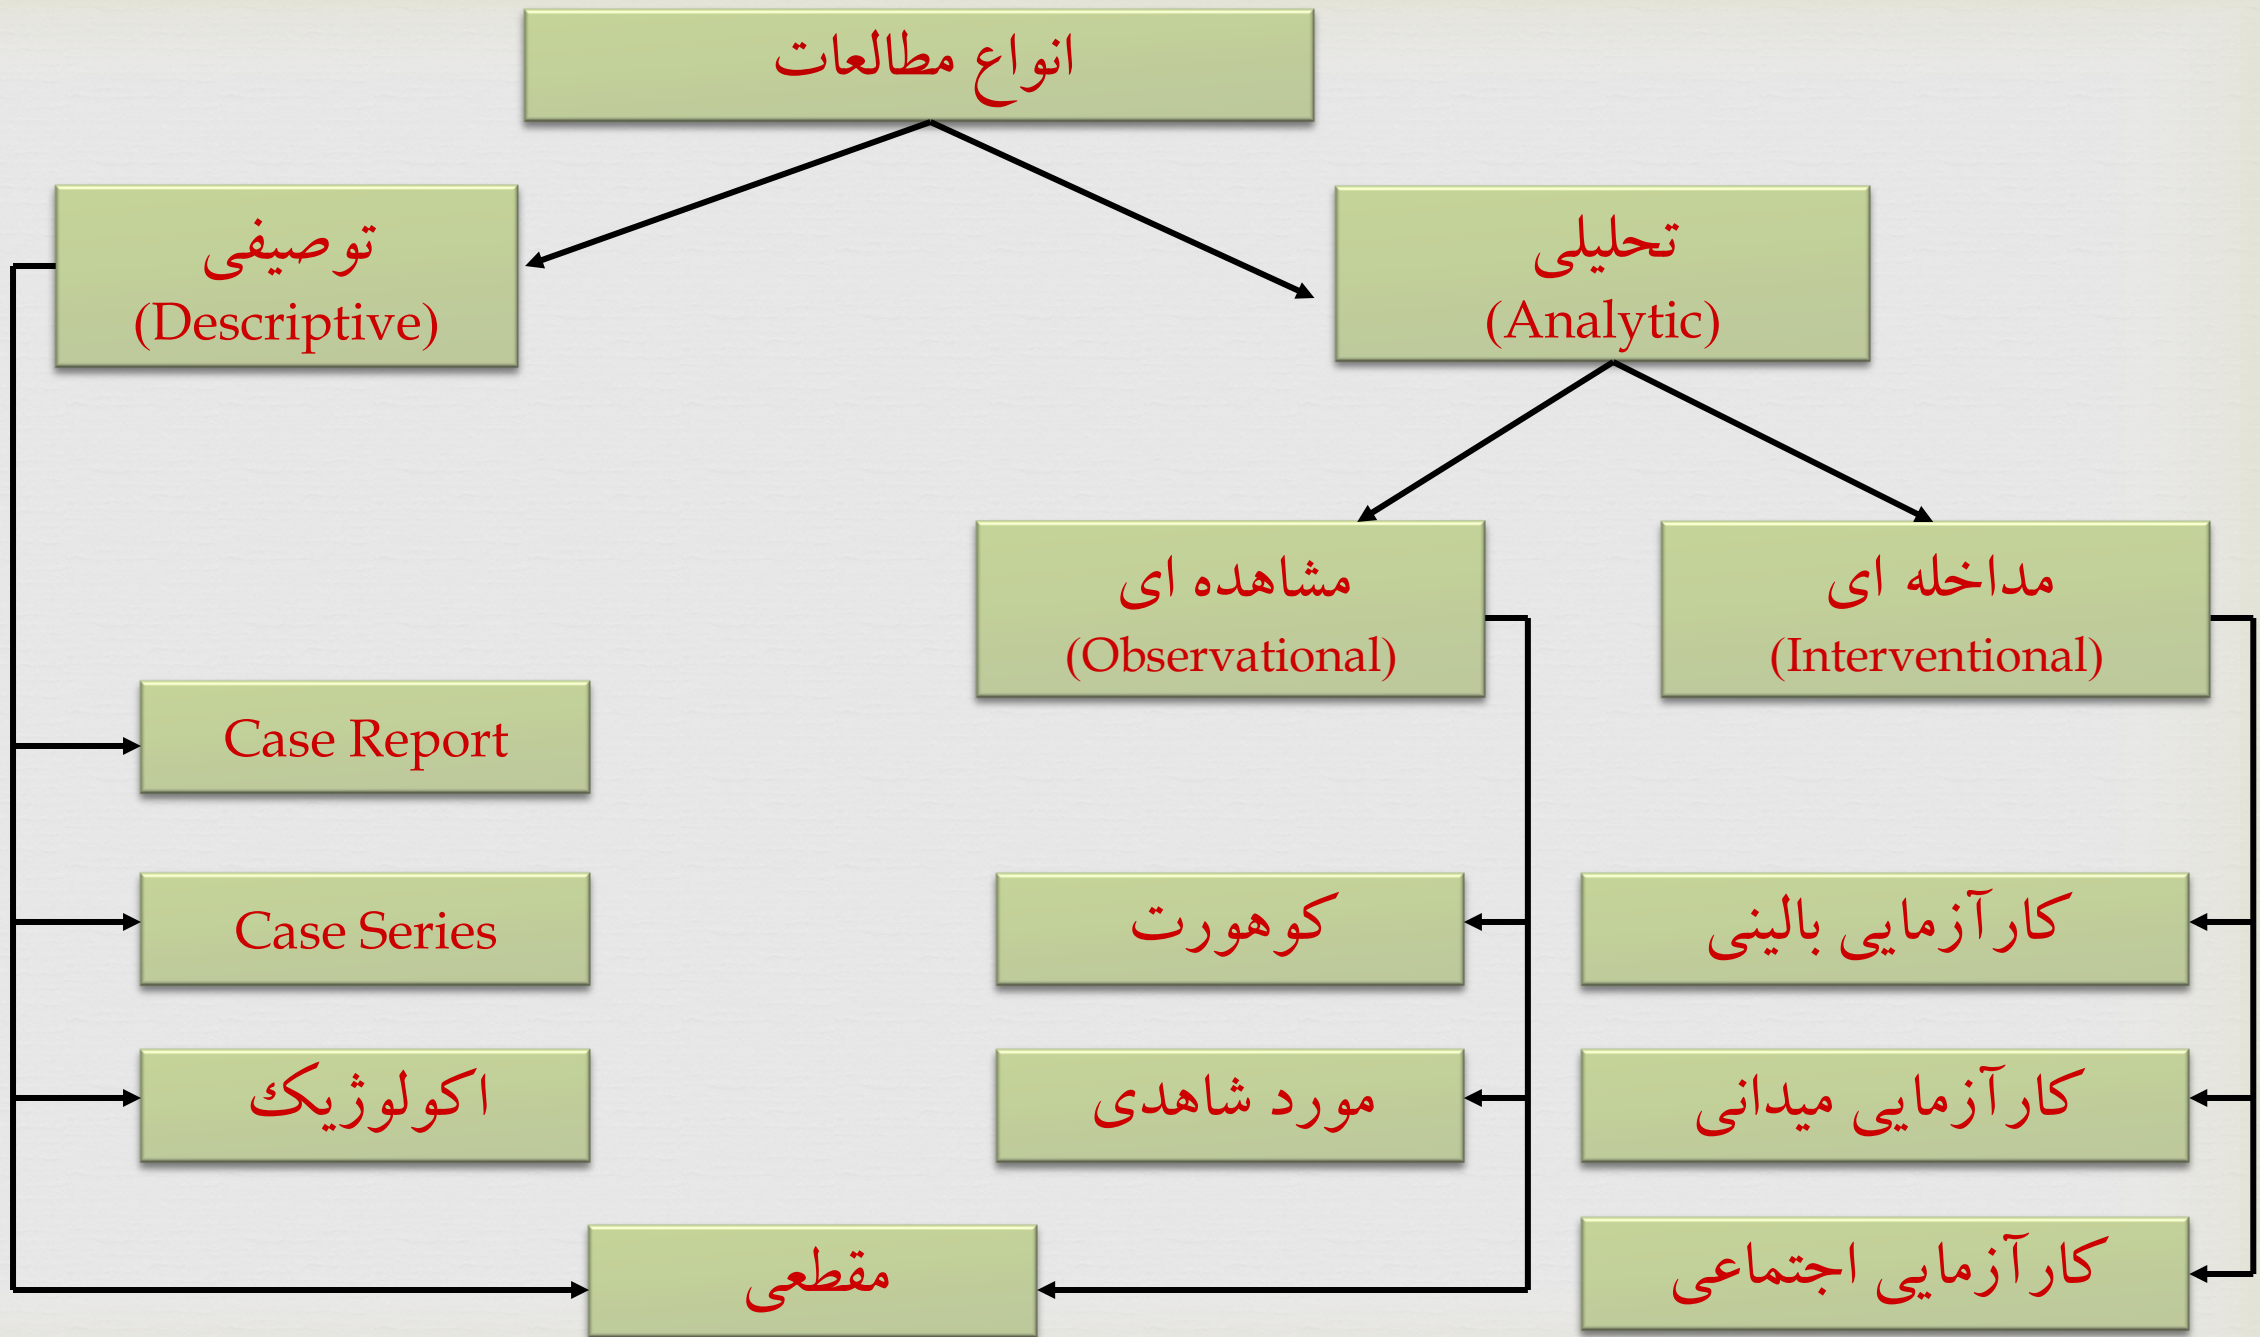 انواع مطالعات
توصیفی
(Descriptive)
تحلیلی
(Analytic)
مشاهده ای
(Observational)
مداخله ای
(Interventional)
Case Report
Case Series
اکولوژیک
کوهورت
مورد شاهدی
مقطعی
کارآزمایی بالینی
کارآزمایی میدانی
کارآزمایی اجتماعی